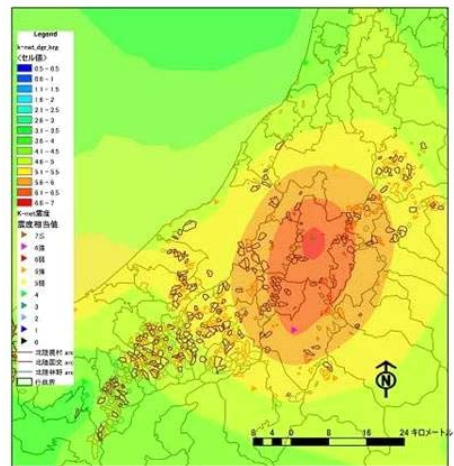 Legend
k-net_dgr_krg
<セル値>
0.5 - 0.5
0.6 - 1
1.1 - 1.5
1.6 - 2
2.1 - 2.5
2.6 - 3
3.1 - 3.5
3.6 - 4
4.1 - 4.5
4.6 - 5
5.1 - 5.5
5.6 - 6
6.1 - 6.5
6.6 - 7
K-net震度
震度相当値
6強
6弱
5強
5弱
4
3
2
1
0
行政界
N
8 4 0 8 16 24 キロメートル